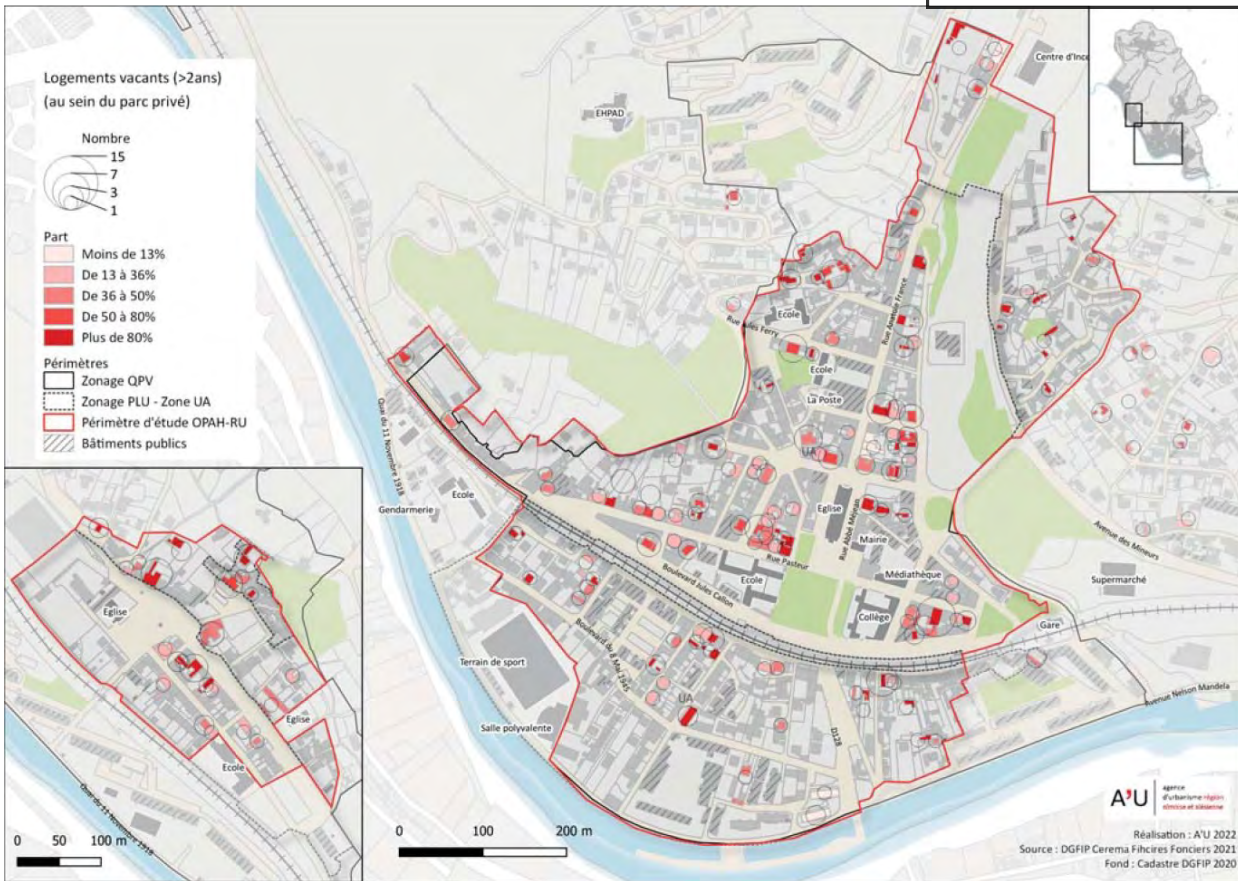 Logements vacants (>2ans)
(au sein du parc privé)
Nombre
15
7
3
1
Part
Moins de 13%
De 13 à 36%
De 36 à 50%
De 50 à 80%
Plus de 80%
Périmètres
Zonage QPV
Zonage PLU - Zone UA
Périmètre d'étude OPAH-RU
Bâtiments publics
Centre d'Ince
EHPAD
Ecole
Rue Jules Ferry
Rue Anatole France
Ecole
La Poste
UA
Quai du 11 Novembre 1918
Ecole
Gendarmerie
Eglise
Rue Abbé Méjean
Mairie
Rue Pasteur
Ecole
Boulevard Jules Callon
Médiathèque
Collège
Avenue des Mineurs
Supermarché
Gare
Terrain de sport
Boulevard du 8 Mai 1945
UA
Salle polyvalente
D128
Avenue Nelson Mandela
Eglise
Eglise
Ecole
Quai du 11 Novembre 1918
0 50 100 m
0 100 200 m
A'U
agence
d'urbanisme région
nîmoise et alésienne
Réalisation : A'U 2022
Source : DGFIP Cerema Fihcires Fonciers 2021
Fond : Cadastre DGFIP 2020